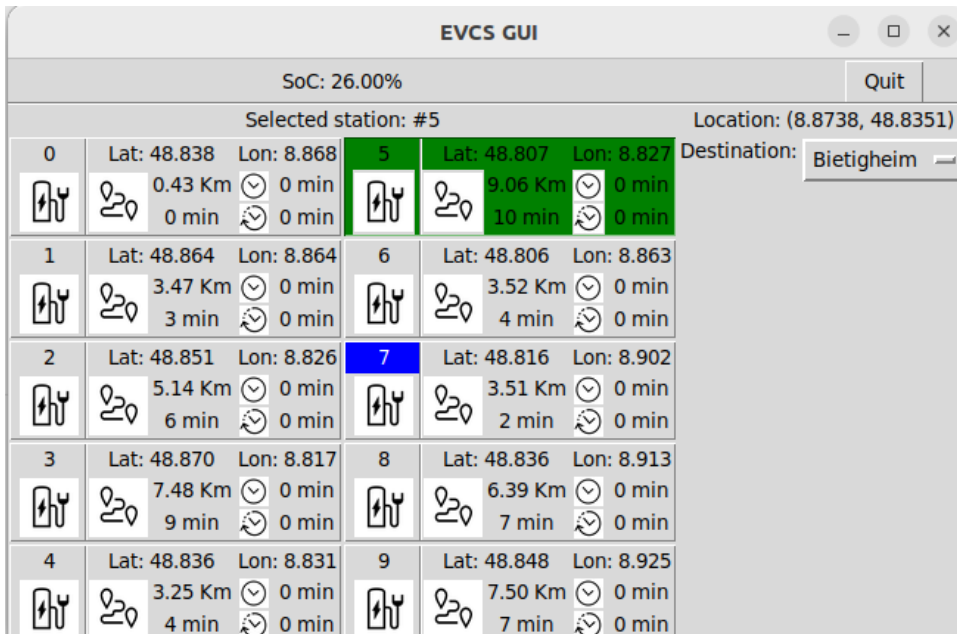 EVCS GUI
SoC: 26.00%
Quit
Selected station: #5
Location: (8.8738, 48.8351)
Destination:
Bietigheim
0
Lat: 48.838 Lon: 8.868
0.43 Km 0 min
0 min 0 min
1
Lat: 48.864 Lon: 8.864
3.47 Km 0 min
3 min 0 min
2
Lat: 48.851 Lon: 8.826
5.14 Km 0 min
6 min 0 min
3
Lat: 48.870 Lon: 8.817
7.48 Km 0 min
9 min 0 min
4
Lat: 48.836 Lon: 8.831
3.25 Km 0 min
4 min 0 min
5
Lat: 48.807 Lon: 8.827
9.06 Km 0 min
10 min 0 min
6
Lat: 48.806 Lon: 8.863
3.52 Km 0 min
4 min 0 min
7
Lat: 48.816 Lon: 8.902
3.51 Km 0 min
2 min 0 min
8
Lat: 48.836 Lon: 8.913
6.39 Km 0 min
7 min 0 min
9
Lat: 48.848 Lon: 8.925
7.50 Km 0 min
7 min 0 min